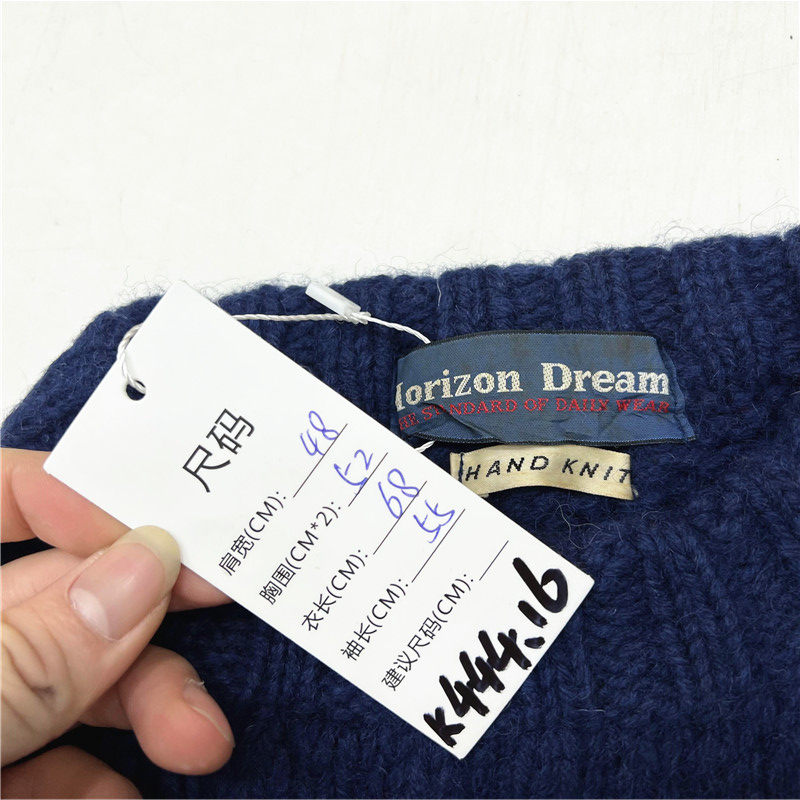 尺码
肩宽(CM): 48
胸围(CM*2): 52
衣长(CM): 68
袖长(CM): 55
建议尺码(CM):
K444.16
Horizon Dream
THE STANDARD OF DAILY WEAR
HAND KNIT